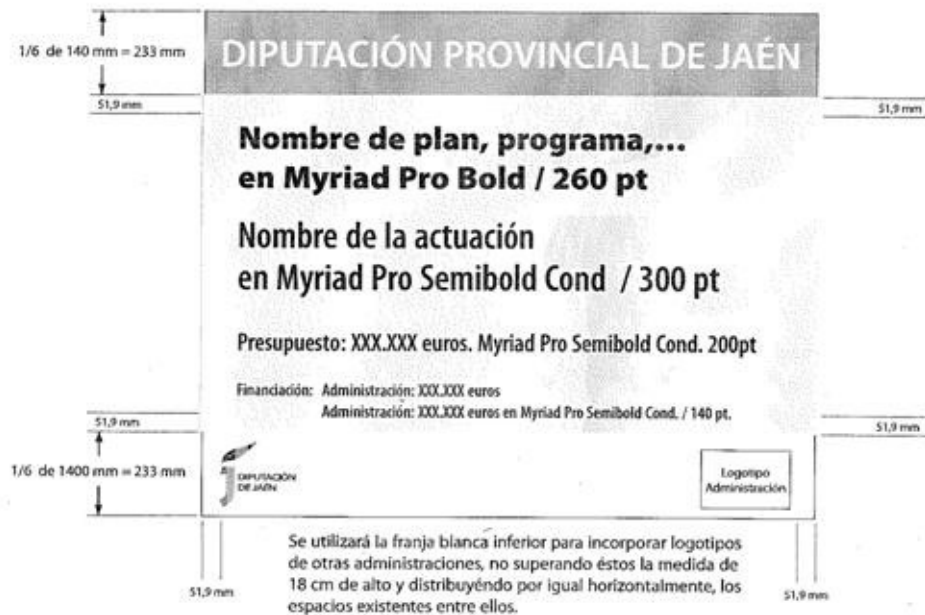 1/6 de 140 mm = 233 mm
DIPUTACIÓN PROVINCIAL DE JAÉN
51,9 mm
51,9 mm
Nombre de plan, programa,...
en Myriad Pro Bold / 260 pt
Nombre de la actuación
en Myriad Pro Semibold Cond / 300 pt
Presupuesto: XXX.XXX euros. Myriad Pro Semibold Cond. 200pt
Financiación: Administración: XXX.XXX euros
Administración: XXX.XXX euros en Myriad Pro Semibold Cond. / 140 pt.
51,9 mm
51,9 mm
1/6 de 1400 mm = 233 mm
DIPUTACIÓN
DE JAÉN
Logotipo
Administración
Se utilizará la franja blanca inferior para incorporar logotipos
de otras administraciones, no superando éstos la medida de
18 cm de alto y distribuyéndo por igual horizontalmente, los
espacios existentes entre ellos.
51,9 mm
51,9 mm